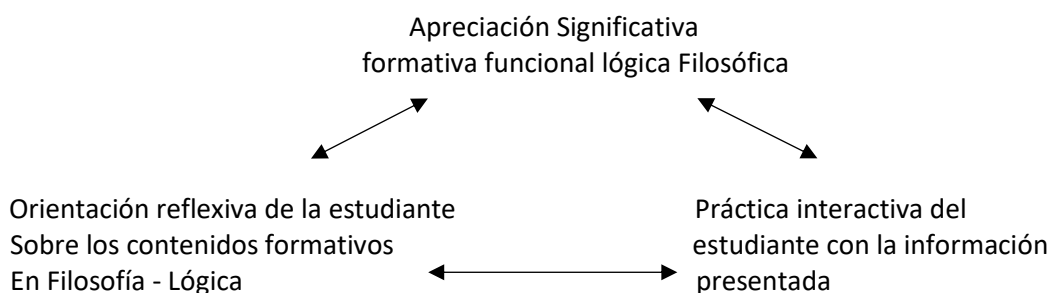 Apreciación Significativa
formativa funcional lógica Filosófica
Orientación reflexiva de la estudiante
Sobre los contenidos formativos
En Filosofía - Lógica
Práctica interactiva del
estudiante con la información
presentada